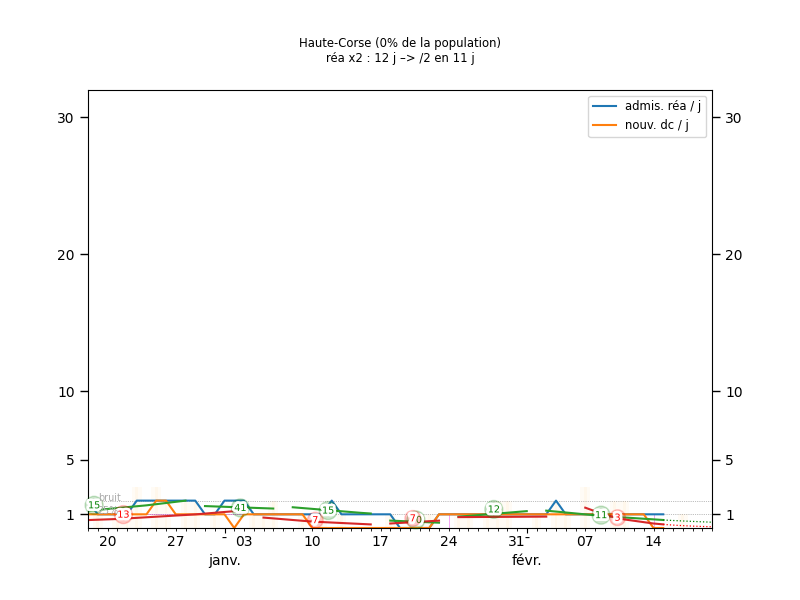 Haute-Corse (0% de la population)
réa x2 : 12 j –> /2 en 11 j
admis. réa / j
nouv. dc / j
30 30
20 20
10 10
5 5
1 1
bruit
15 13 41 7 15 7 12 11 3
20 27 - 03 10 17 24 31 - 07 14
janv. févr.